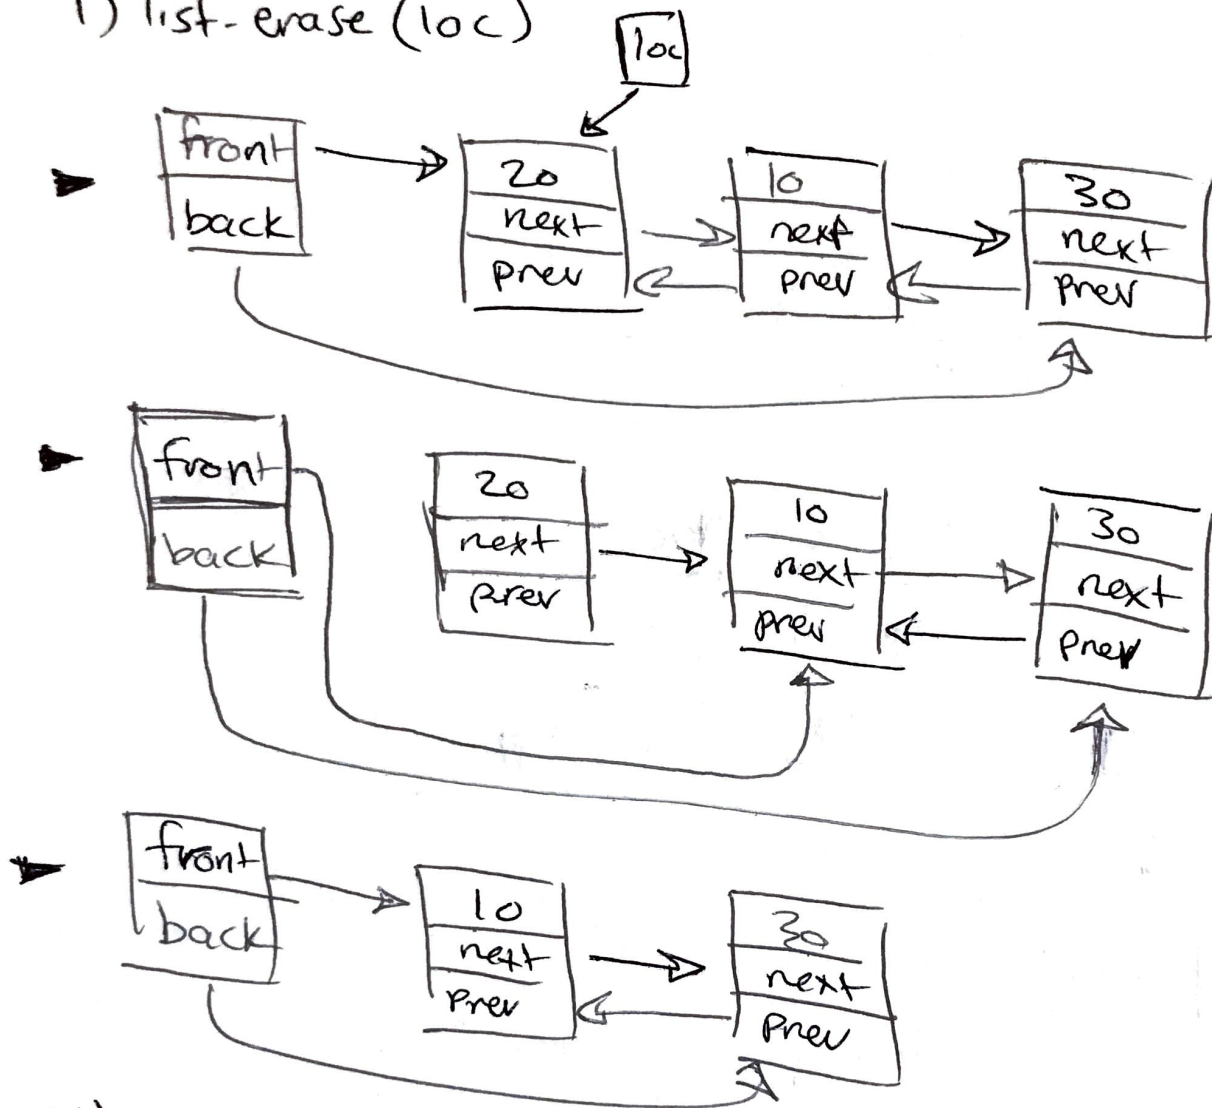 1) list-erase (loc)
loc
front
back
20
next
prev
10
next
prev
30
next
prev
front
back
20
next
prev
10
next
prev
30
next
prev
front
back
10
next
prev
30
next
prev